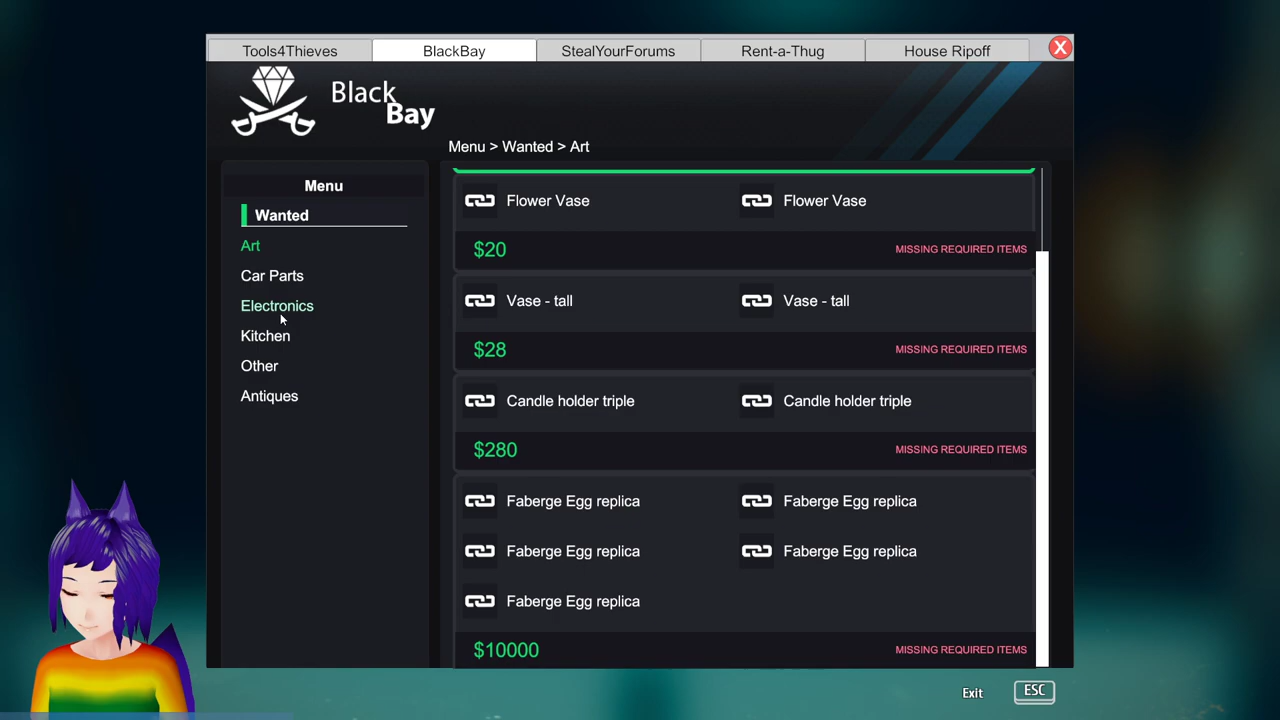 Tools4Thieves
BlackBay
StealYourForums
Rent-a-Thug
House Ripoff
X
Black
Bay
Menu > Wanted > Art
Menu
Wanted
Art
Car Parts
Electronics
Kitchen
Other
Antiques
Flower Vase Flower Vase
$20 MISSING REQUIRED ITEMS
Vase - tall Vase - tall
$28 MISSING REQUIRED ITEMS
Candle holder triple Candle holder triple
$280 MISSING REQUIRED ITEMS
Faberge Egg replica Faberge Egg replica
Faberge Egg replica Faberge Egg replica
Faberge Egg replica
$10000 MISSING REQUIRED ITEMS
Exit ESC